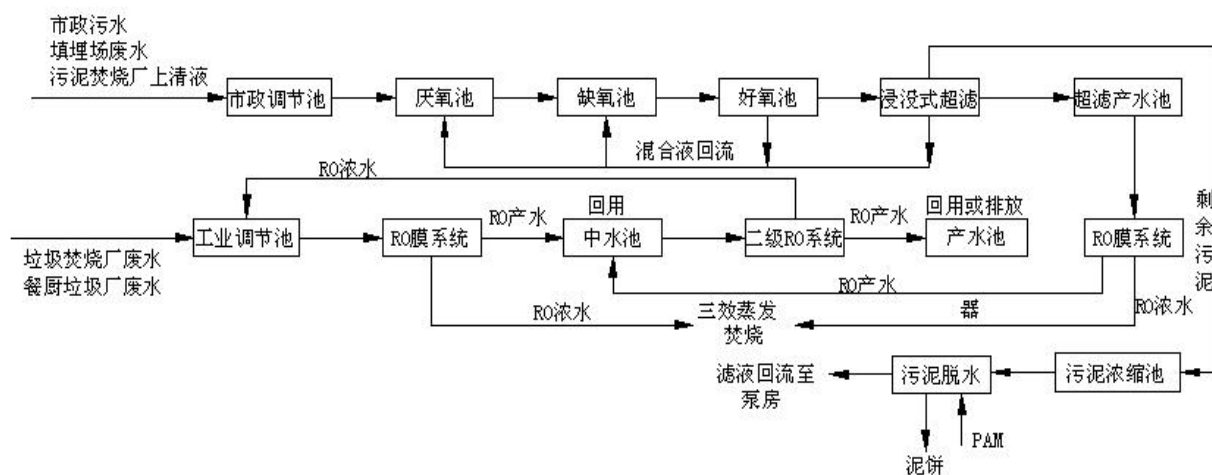 市政污水
填埋场废水
污泥焚烧厂上清液
市政调节池
厌氧池
缺氧池
好氧池
浸没式超滤
超滤产水池
混合液回流
RO浓水
工业调节池
RO膜系统
RO产水
回用
中水池
二级RO系统
RO产水
回用或排放
产水池
RO膜系统
剩
余
污
泥
垃圾焚烧厂废水
餐厨垃圾厂废水
RO产水
RO浓水
三效蒸发
焚烧
器
RO浓水
滤液回流至
泵房
污泥脱水
污泥浓缩池
PAM
泥饼